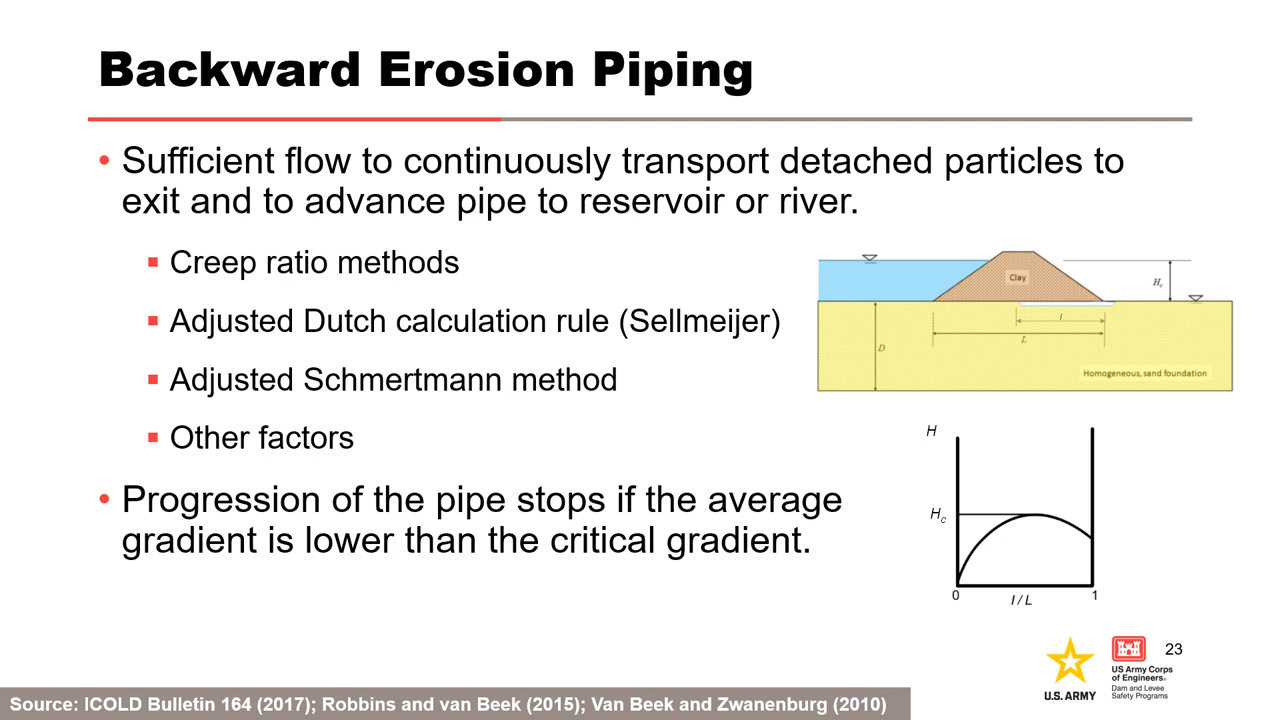 Backward Erosion Piping
• Sufficient flow to continuously transport detached particles to
exit and to advance pipe to reservoir or river.
▪ Creep ratio methods
▪ Adjusted Dutch calculation rule (Sellmeijer)
▪ Adjusted Schmertmann method
▪ Other factors
• Progression of the pipe stops if the average
gradient is lower than the critical gradient.
Clay
Hc
l
L
D
Homogeneous, sand foundation
H
Hc
0
l / L
1
U.S. ARMY
US Army Corps
of Engineers®
Dam and Levee
Safety Programs
23
Source: ICOLD Bulletin 164 (2017); Robbins and van Beek (2015); Van Beek and Zwanenburg (2010)